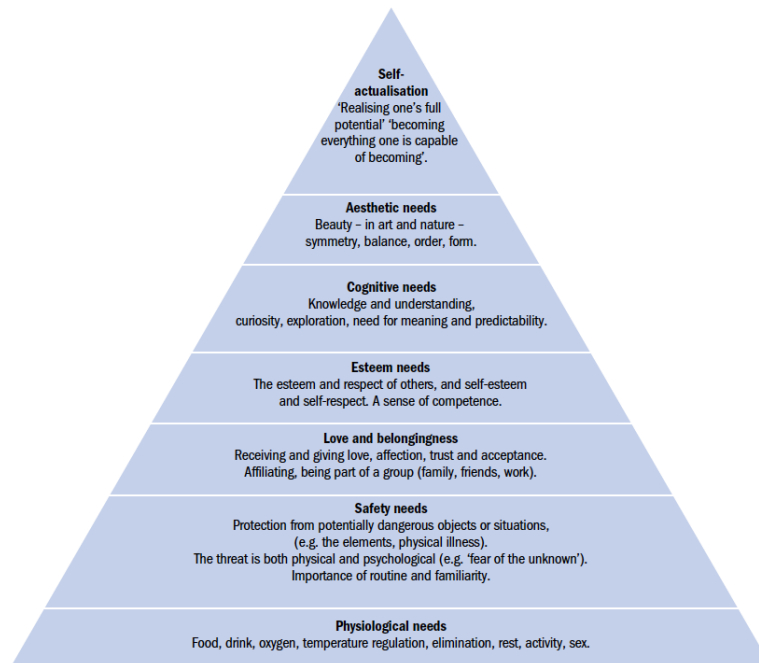 Self-
actualisation
‘Realising one’s full
potential’ ‘becoming
everything one is capable
of becoming’.
Aesthetic needs
Beauty – in art and nature –
symmetry, balance, order, form.
Cognitive needs
Knowledge and understanding,
curiosity, exploration, need for meaning and predictability.
Esteem needs
The esteem and respect of others, and self-esteem
and self-respect. A sense of competence.
Love and belongingness
Receiving and giving love, affection, trust and acceptance.
Affiliating, being part of a group (family, friends, work).
Safety needs
Protection from potentially dangerous objects or situations,
(e.g. the elements, physical illness).
The threat is both physical and psychological (e.g. ‘fear of the unknown’).
Importance of routine and familiarity.
Physiological needs
Food, drink, oxygen, temperature regulation, elimination, rest, activity, sex.